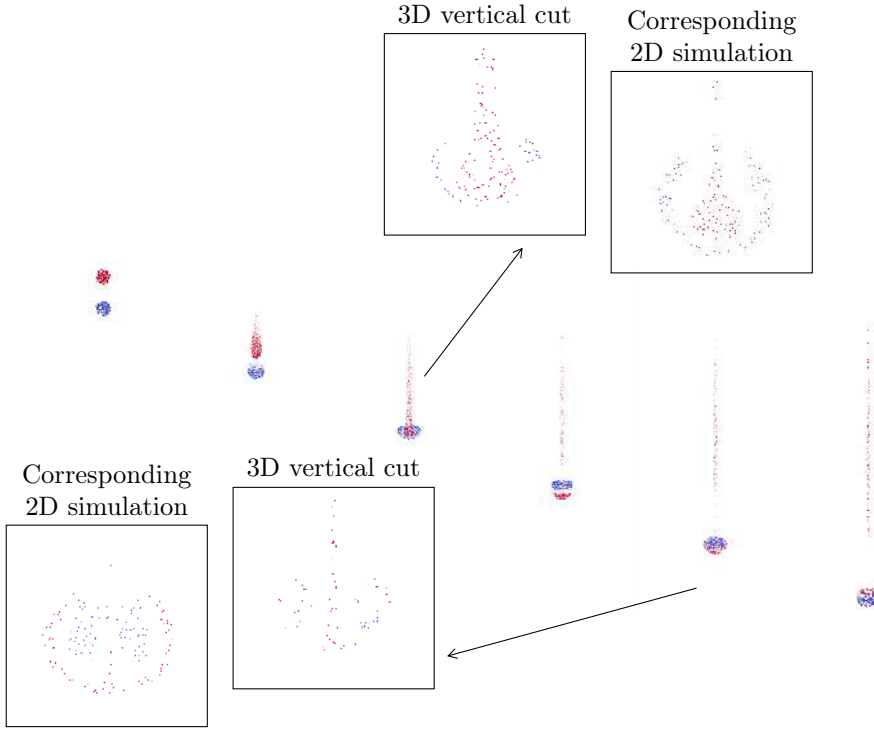 3D vertical cut
Corresponding
2D simulation
Corresponding
2D simulation
3D vertical cut